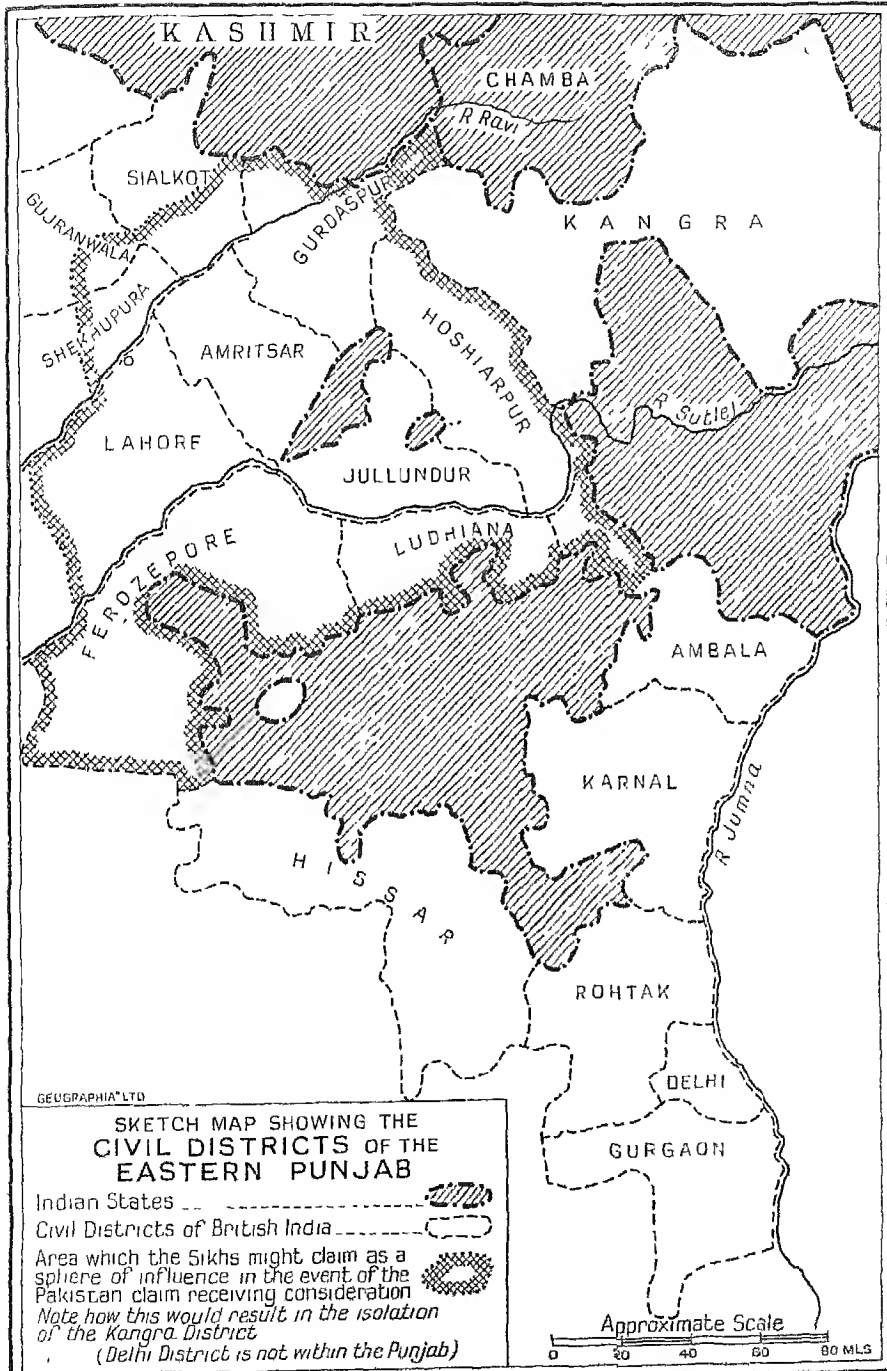 KASHMIR
CHAMBA
R Ravi
SIALKOT
GUJRANWALA
GURDASPUR
KANGRA
SHEKHUPURA
AMRITSAR
HOSHIARPUR
R Sutlej
LAHORE
JULLUNDUR
LUDHIANA
FEROZEPORE
AMBALA
KARNAL
R Jumna
HISSAR
ROHTAK
DELHI
GURGAON
GEOGRAPHIA LTD
SKETCH MAP SHOWING THE
CIVIL DISTRICTS OF THE
EASTERN PUNJAB
Indian States
Civil Districts of British India
Area which the Sikhs might claim as a
sphere of influence in the event of the
Pakistan claim receiving consideration
Note how this would result in the isolation
of the Kangra District
(Delhi District is not within the Punjab)
Approximate Scale
0 20 40 60 80 MLS